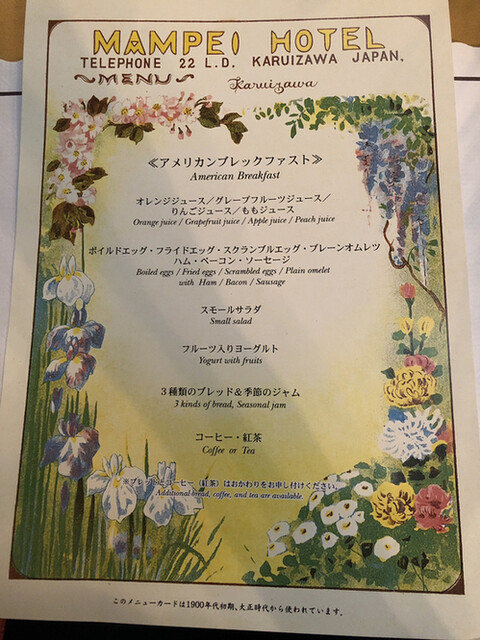 MAMPEI HOTEL
TELEPHONE 22 L.D. KARUIZAWA JAPAN.
~MENU~ Karuizawa
≪アメリカンブレックファスト≫
American Breakfast
オレンジジュース／グレープフルーツジュース／
りんごジュース／ももジュース
Orange juice / Grapefruit juice / Apple juice / Peach juice
ボイルドエッグ・フライドエッグ・スクランブルエッグ・プレーンオムレツ
ハム・ベーコン・ソーセージ
Boiled eggs / Fried eggs / Scrambled eggs / Plain omelet
with Ham / Bacon / Sausage
スモールサラダ
Small salad
フルーツ入りヨーグルト
Yogurt with fruits
３種類のブレッド＆季節のジャム
3 kinds of bread, Seasonal jam
コーヒー・紅茶
Coffee or Tea
※ブレッド・コーヒー（紅茶）はおかわりをお申し付けください。
Additional bread, coffee, and tea are available.
このメニューカードは1900年代初期、大正時代から使われています。